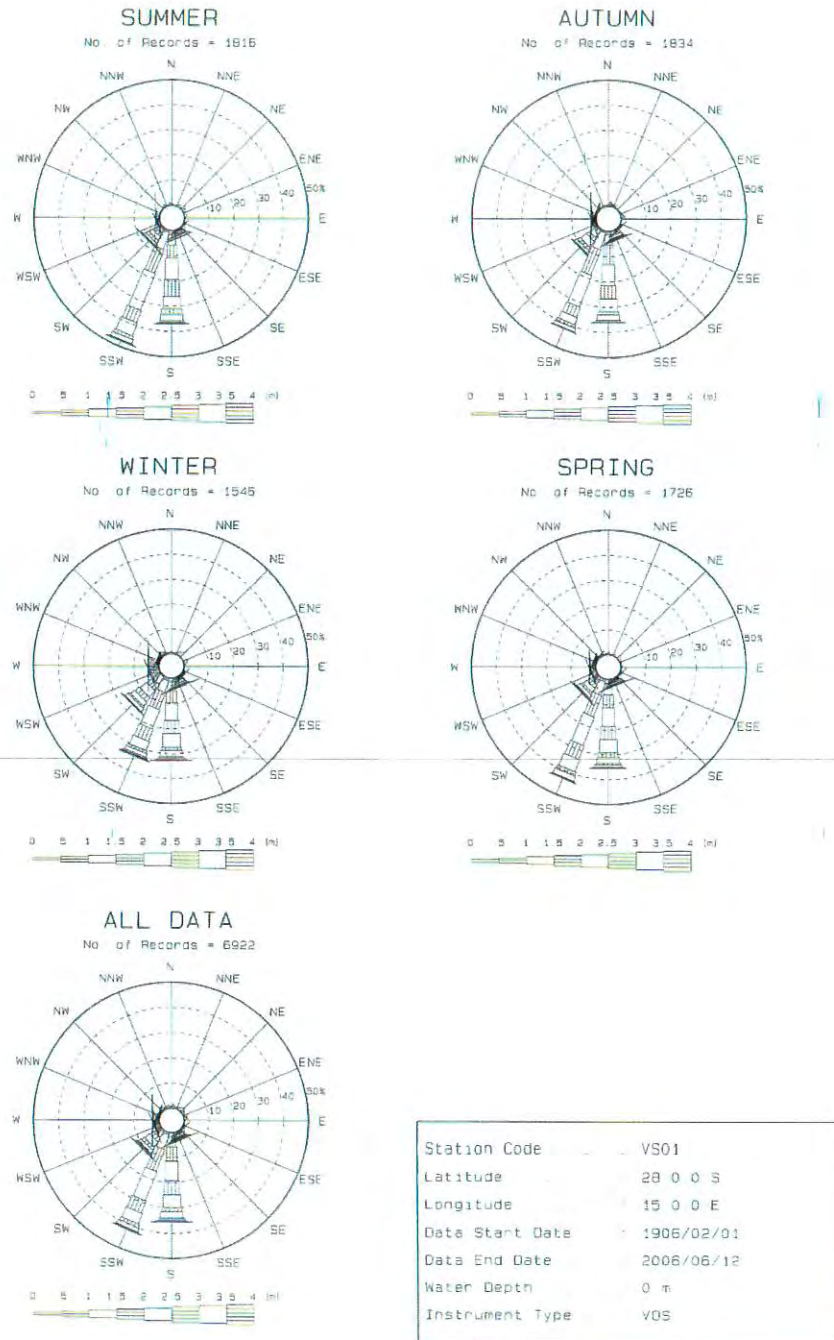 SUMMER
No. of Records = 1816
N
NNW NNE
NW NE
WNW ENE
10 20 30 40 50%
W E
WSW ESE
SW SE
SSW SSE
S
0 5 1 1 5 2 2 5 3 3 5 4 (m)
AUTUMN
No of Records = 1834
N
NNW NNE
NW NE
WNW ENE
10 20 30 40 50%
W E
WSW ESE
SW SE
SSW SSE
S
0 5 1 1 5 2 2 5 3 3 5 4 (m)
WINTER
No of Records = 1545
N
NNW NNE
NW NE
WNW ENE
10 20 30 40 50%
W E
WSW ESE
SW SE
SSW SSE
S
0 5 1 1 5 2 2 5 3 3 5 4 (m)
SPRING
No of Records = 1726
N
NNW NNE
NW NE
WNW ENE
10 20 30 40 50%
W E
WSW ESE
SW SE
SSW SSE
S
0 5 1 1 5 2 2 5 3 3 5 4 (m)
ALL DATA
No of Records = 6922
N
NNW NNE
NW NE
WNW ENE
10 20 30 40 50%
W E
WSW ESE
SW SE
SSW SSE
S
0 5 1 1 5 2 2 5 3 3 5 4 (m)
Station Code VS01
Latitude 28 0 0 S
Longitude 15 0 0 E
Data Start Date : 1906/02/01
Data End Date 2006/06/12
Water Depth 0 m
Instrument Type VOS